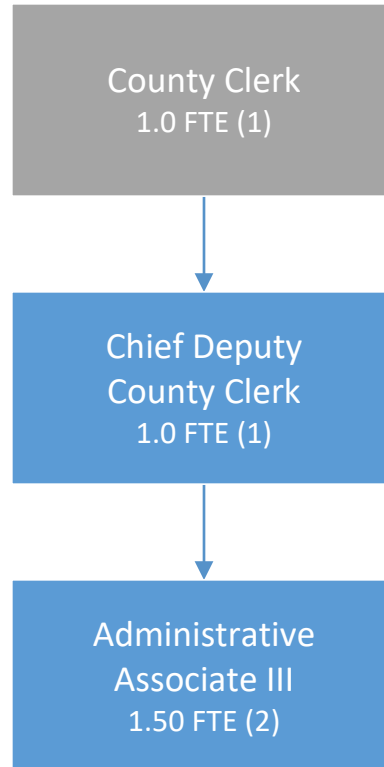 County Clerk
1.0 FTE (1)
Chief Deputy
County Clerk
1.0 FTE (1)
Administrative
Associate III
1.50 FTE (2)